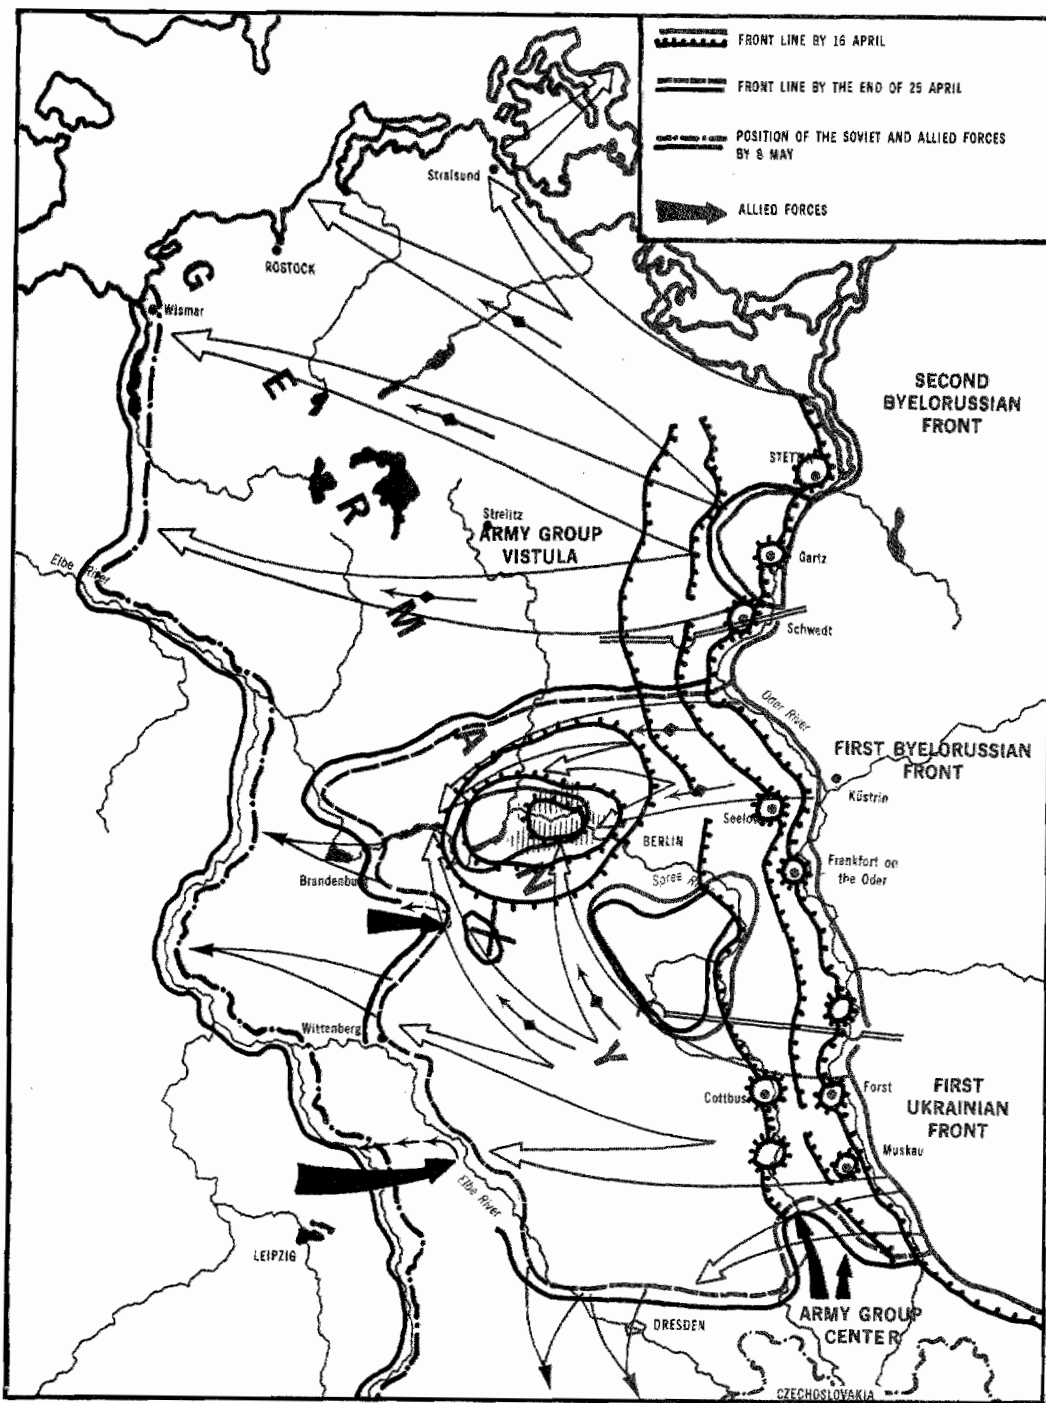 FRONT LINE BY 16 APRIL
FRONT LINE BY THE END OF 25 APRIL
POSITION OF THE SOVIET AND ALLIED FORCES
BY 8 MAY
ALLIED FORCES
Stralsund
ROSTOCK
Wismar
G
E
R
M
A
N
Y
SECOND
BYELORUSSIAN
FRONT
Strelitz
ARMY GROUP
VISTULA
Gartz
Elbe River
Schwedt
Oder River
FIRST BYELORUSSIAN
FRONT
Küstrin
BERLIN
Frankfort on
the Oder
Spree
Brandenburg
Wittenberg
Cottbus
Forst
FIRST
UKRAINIAN
FRONT
Muskau
Elbe River
LEIPZIG
DRESDEN
ARMY GROUP
CENTER
CZECHOSLOVAKIA